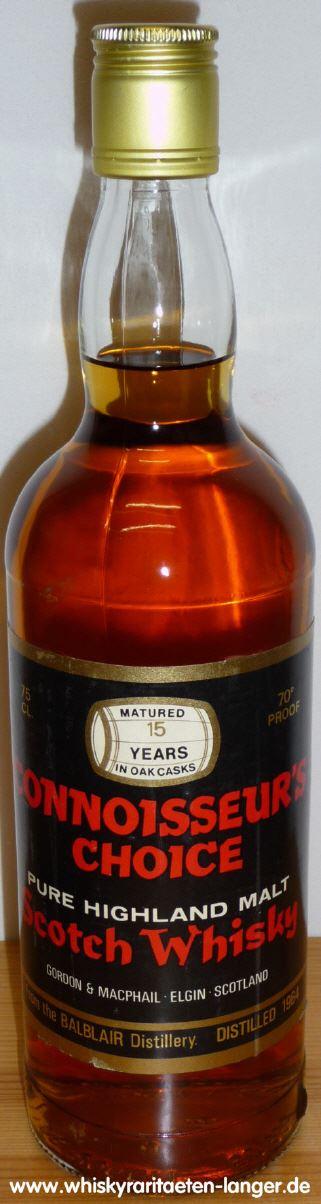 75
CL.
70°
PROOF
MATURED
15
YEARS
IN OAK CASKS
CONNOISSEUR'S
CHOICE
PURE HIGHLAND MALT
Scotch Whisky
GORDON & MACPHAIL · ELGIN · SCOTLAND
the BALBLAIR Distillery. DISTILLED 1964
www.whiskyraritaeten-langer.de